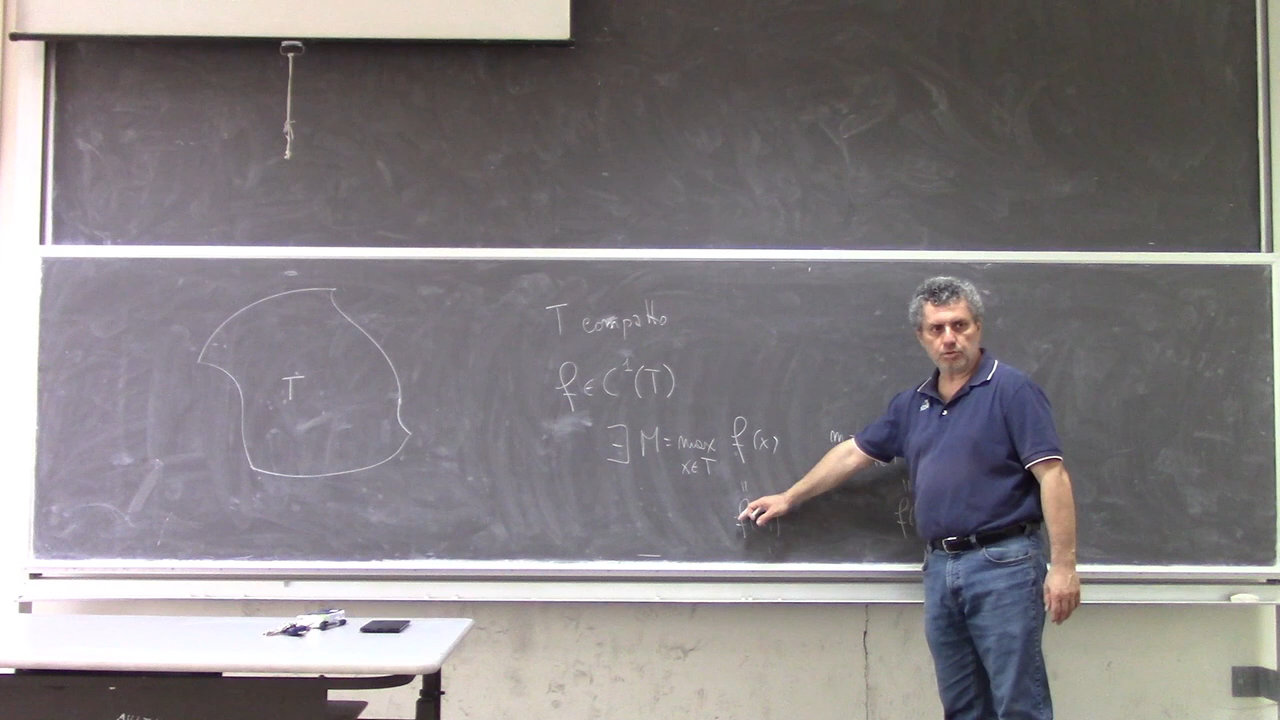 T
T compatto
f ∈ C¹(T)
∃ M = max f(x)
x∈T
"
"